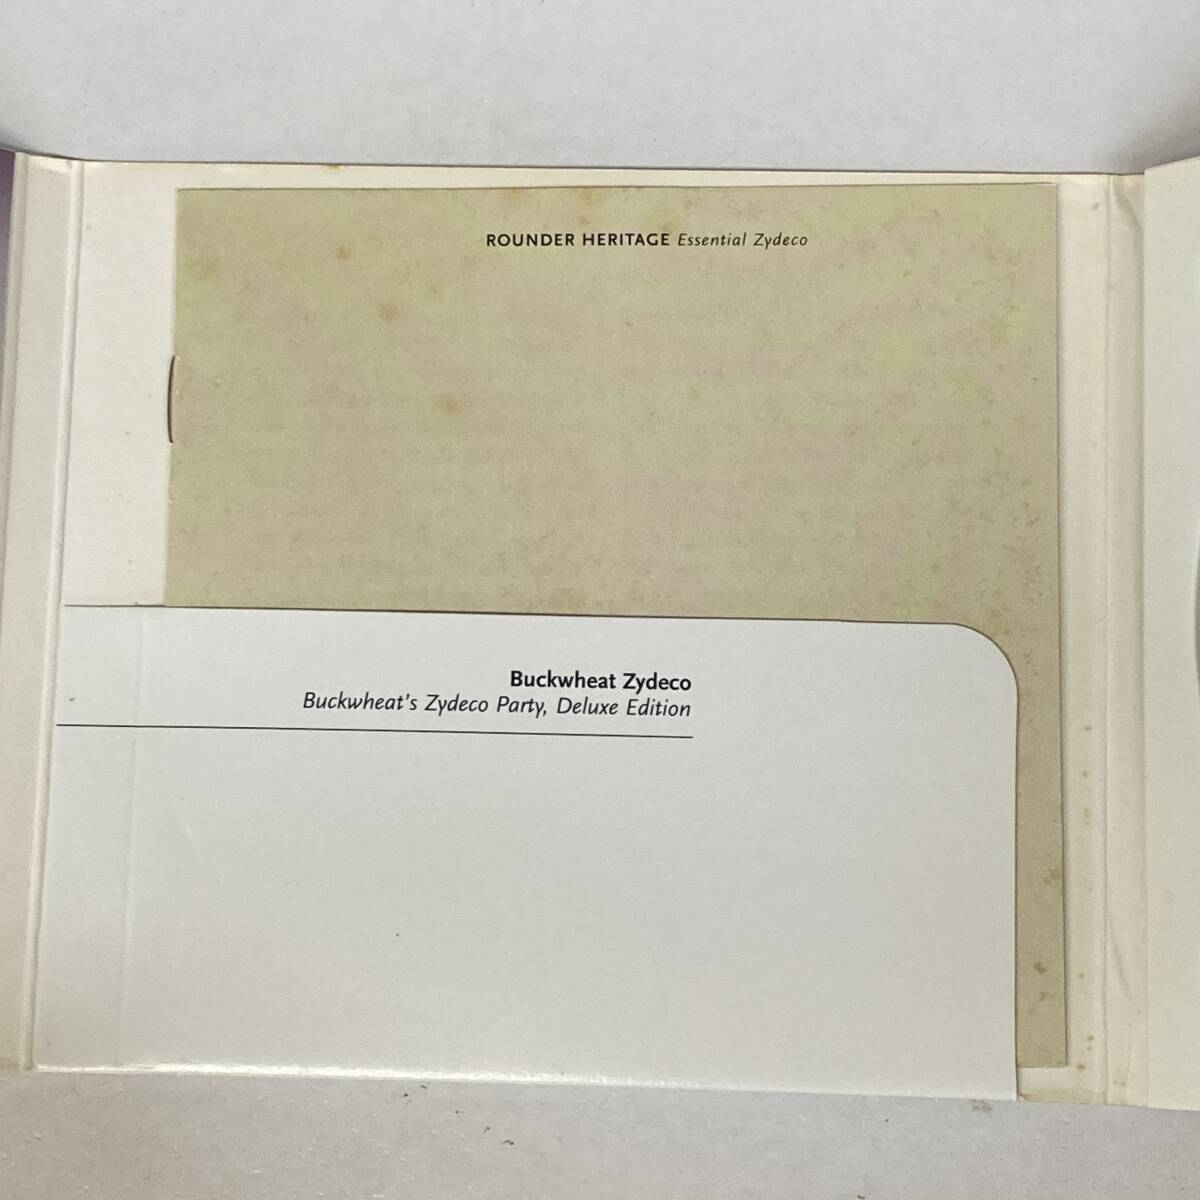 ROUNDER HERITAGE Essential Zydeco
Buckwheat Zydeco
Buckwheat's Zydeco Party, Deluxe Edition